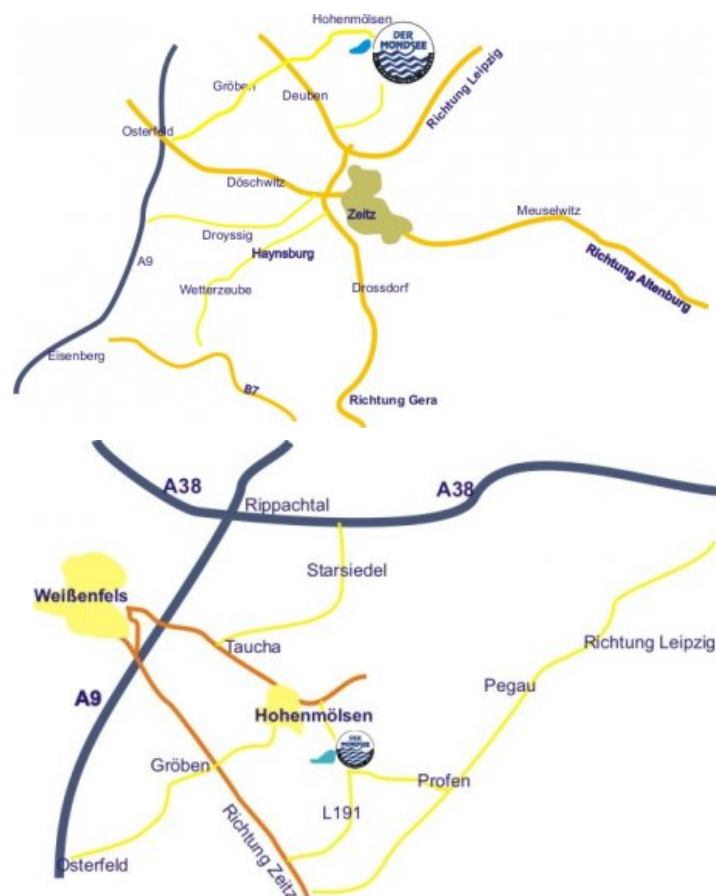 Hohenmölsen
DER
MONDSEE
Gröben
Deuben
Richtung Leipzig
Osterfeld
Döschwitz
Zeitz
Meuselwitz
Droyssig
Haynsburg
A9
Richtung Altenburg
Wetterzeube
Drossdorf
Eisenberg
B7
Richtung Gera
A38
A38
Rippachtal
Starsiedel
Weißenfels
Taucha
Richtung Leipzig
Pegau
A9
Hohenmölsen
DER
MONDSEE
Gröben
Profen
L191
Richtung Zeitz
Osterfeld